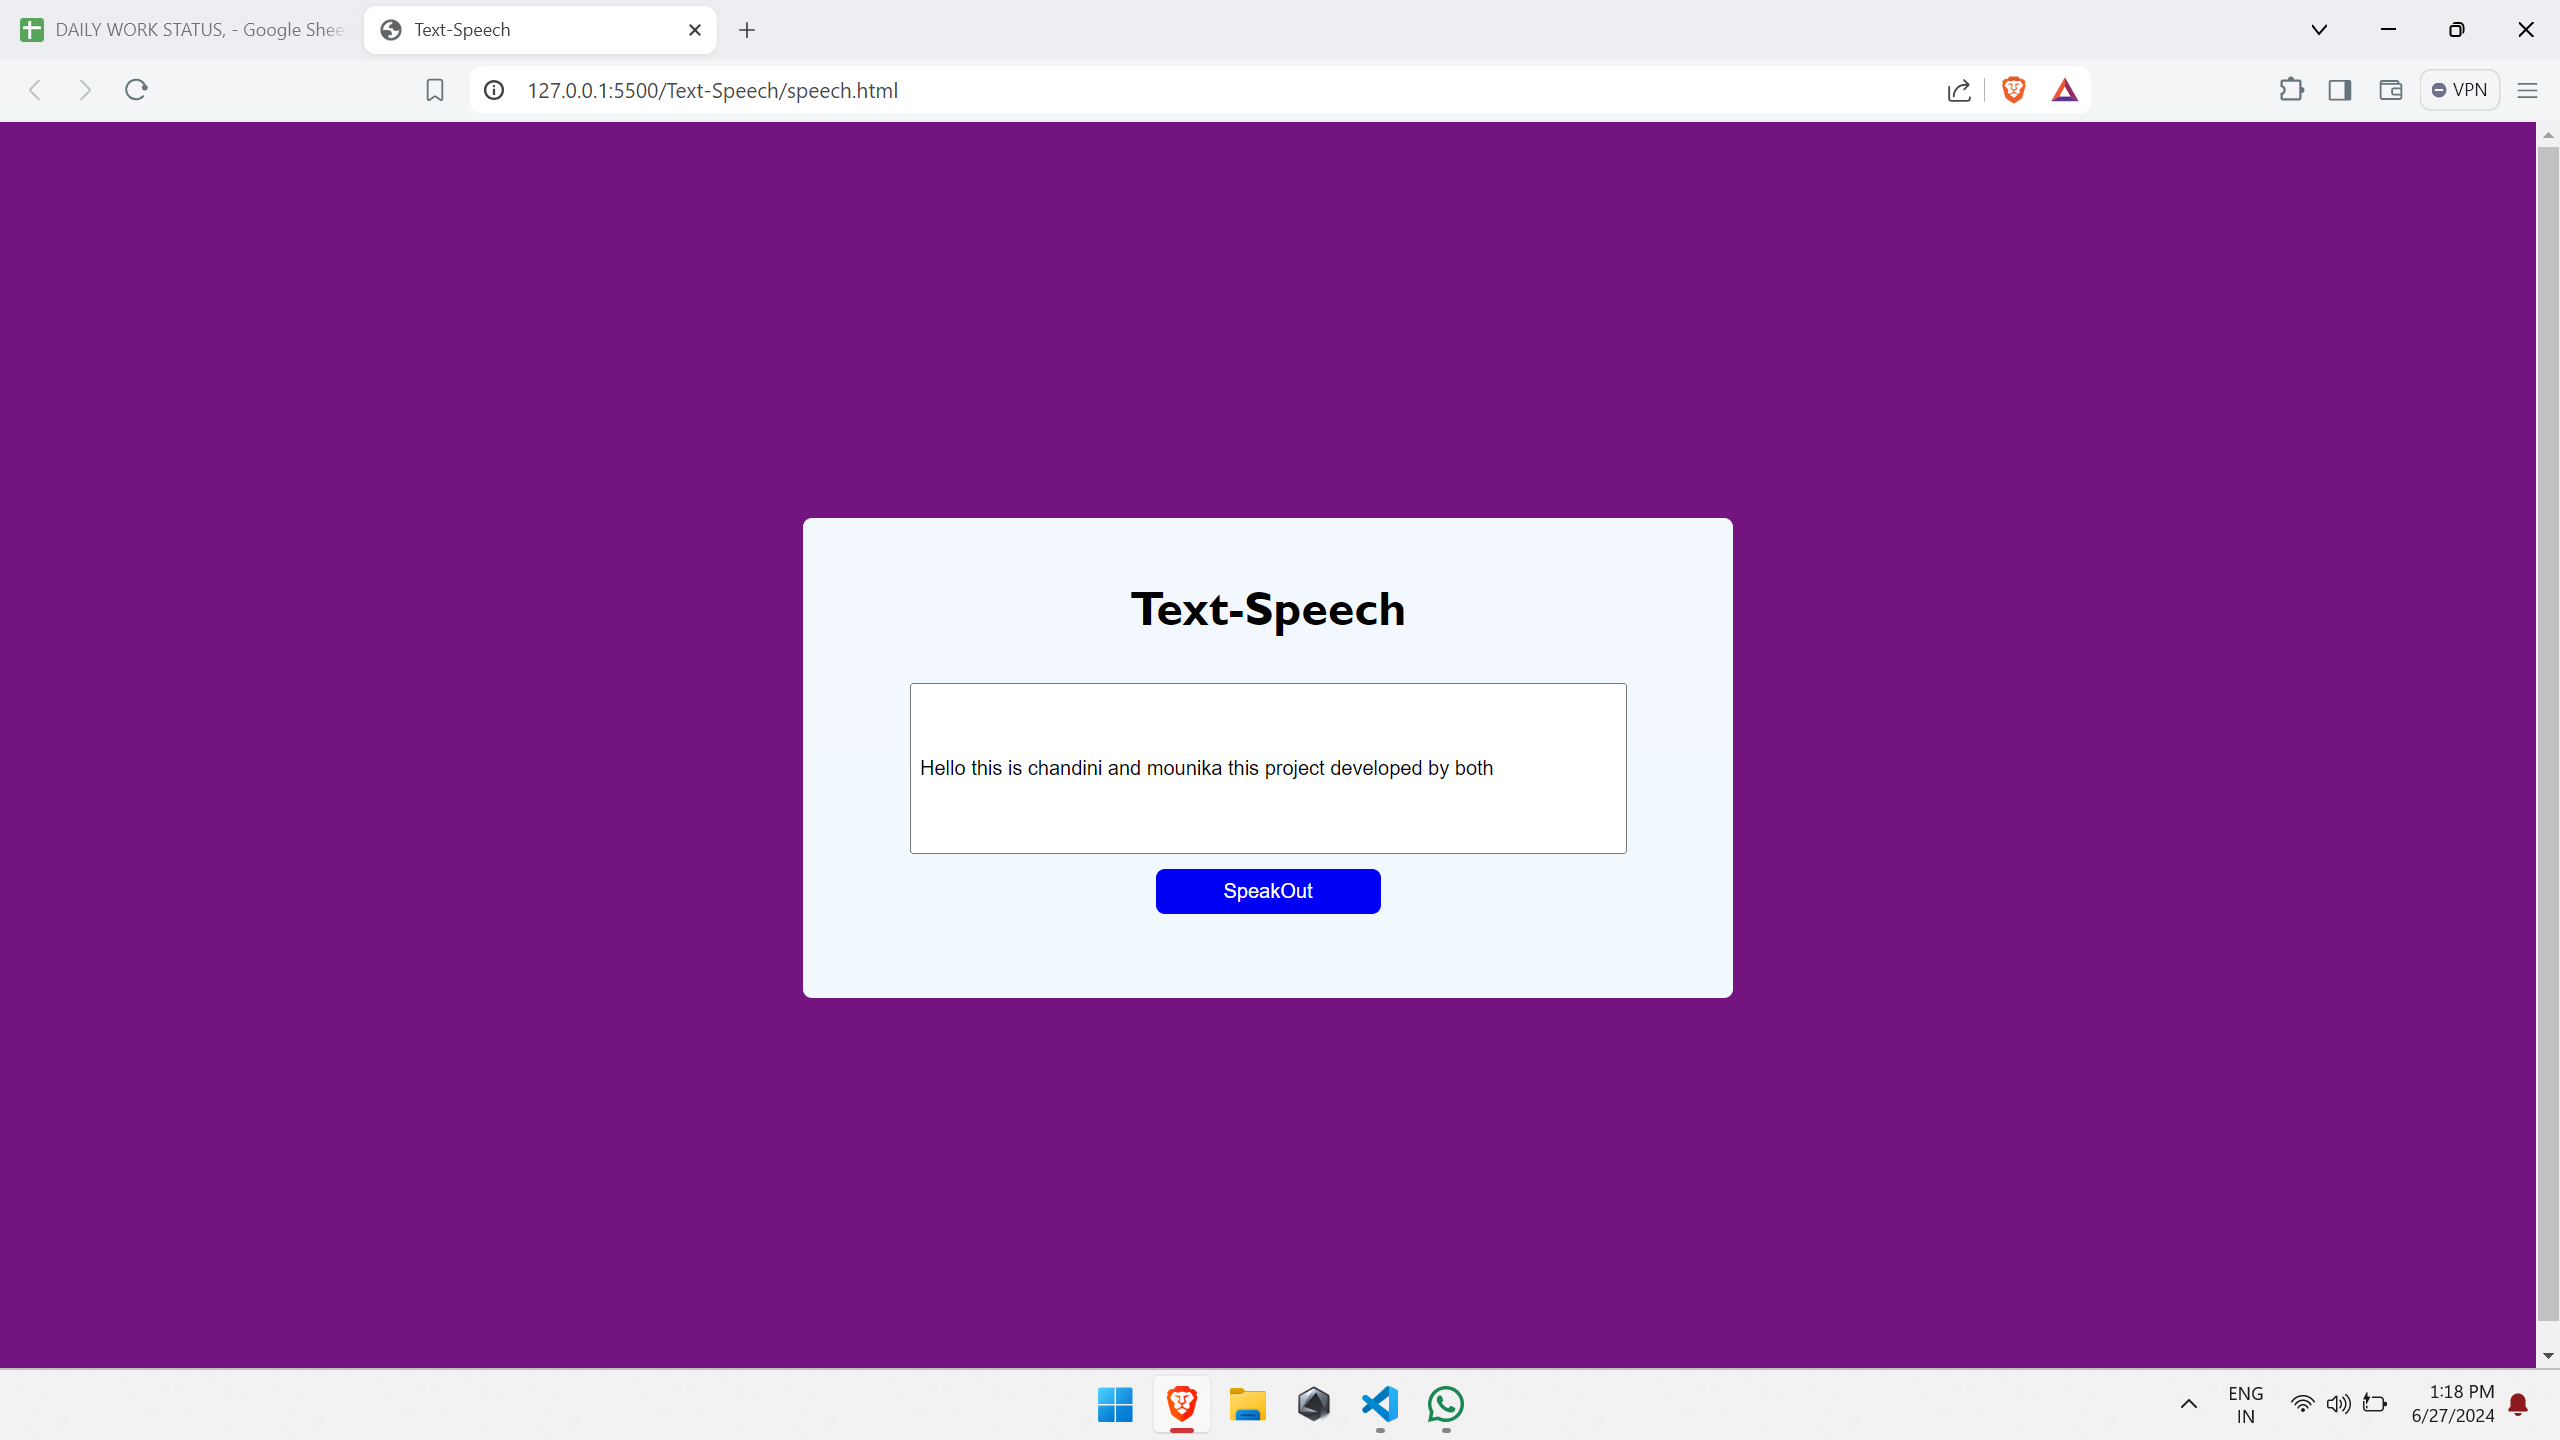 DAILY WORK STATUS, - Google Shee
Text-Speech
127.0.0.1:5500/Text-Speech/speech.html
VPN
Text-Speech
Hello this is chandini and mounika this project developed by both
SpeakOut
ENG
IN
1:18 PM
6/27/2024